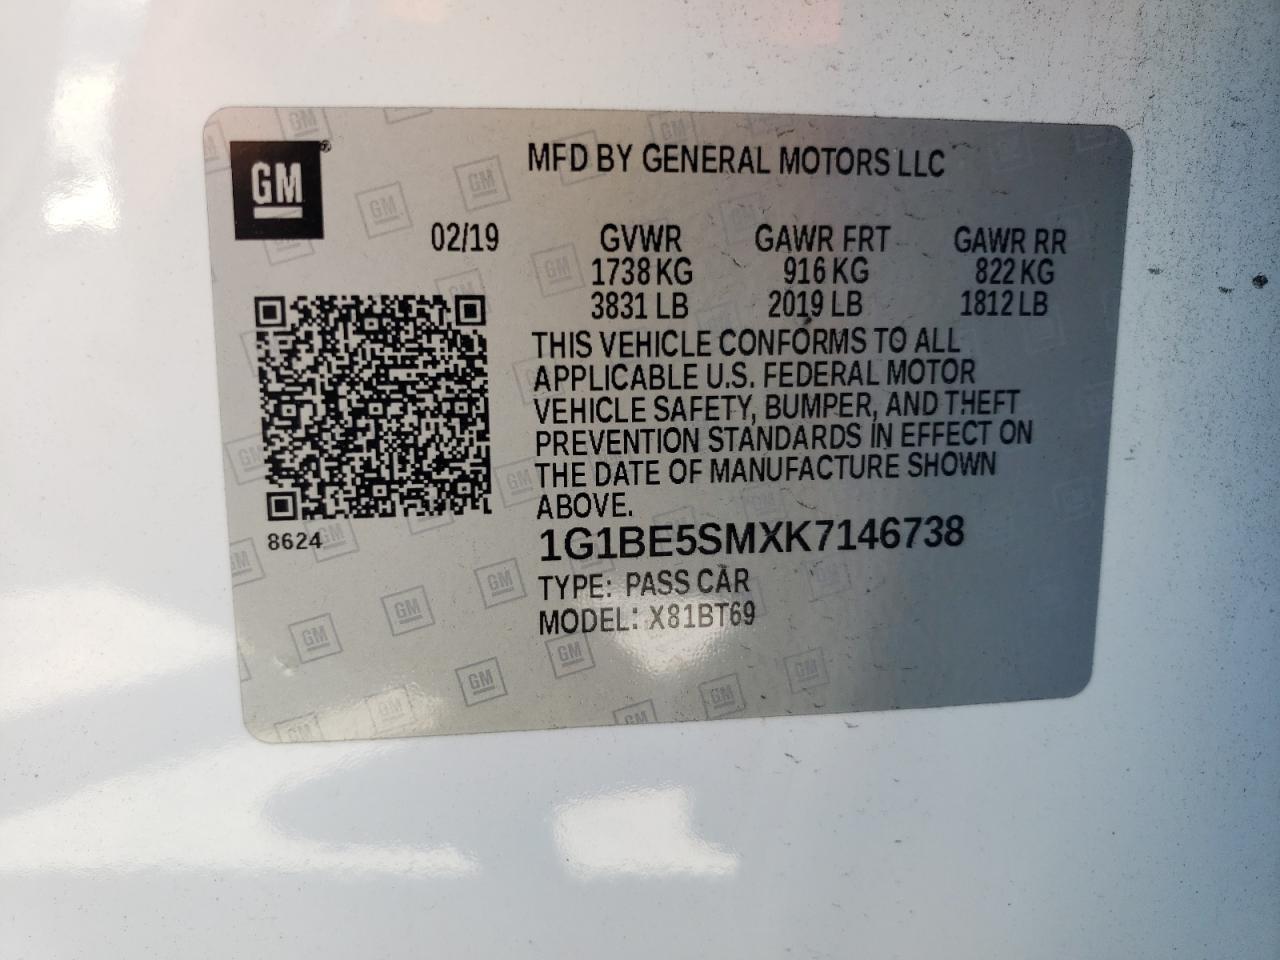 GM
MFD BY GENERAL MOTORS LLC
02/19 GVWR GAWR FRT GAWR RR
1738 KG 916 KG 822 KG
3831 LB 2019 LB 1812 LB
THIS VEHICLE CONFORMS TO ALL
APPLICABLE U.S. FEDERAL MOTOR
VEHICLE SAFETY, BUMPER, AND THEFT
PREVENTION STANDARDS IN EFFECT ON
THE DATE OF MANUFACTURE SHOWN
ABOVE.
8624
1G1BE5SMXK7146738
TYPE: PASS CAR
MODEL: X81BT69